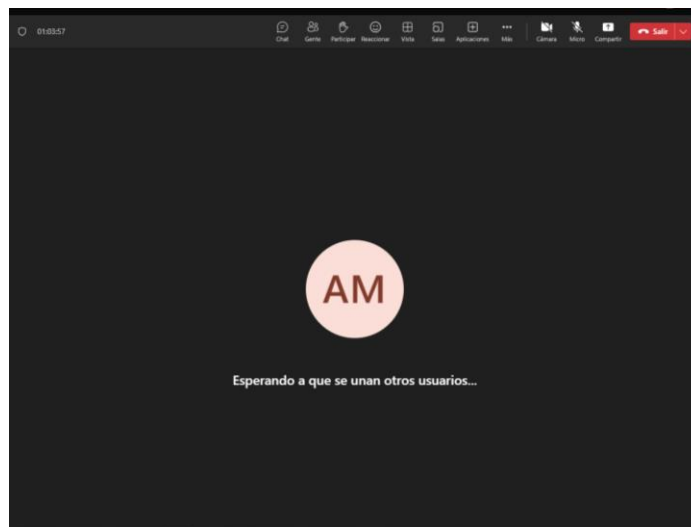 01:03:57
Chat Gente Participar Reaccionar Vista Salas Aplicaciones Más Cámara Micro Compartir Salir
AM
Esperando a que se unan otros usuarios...